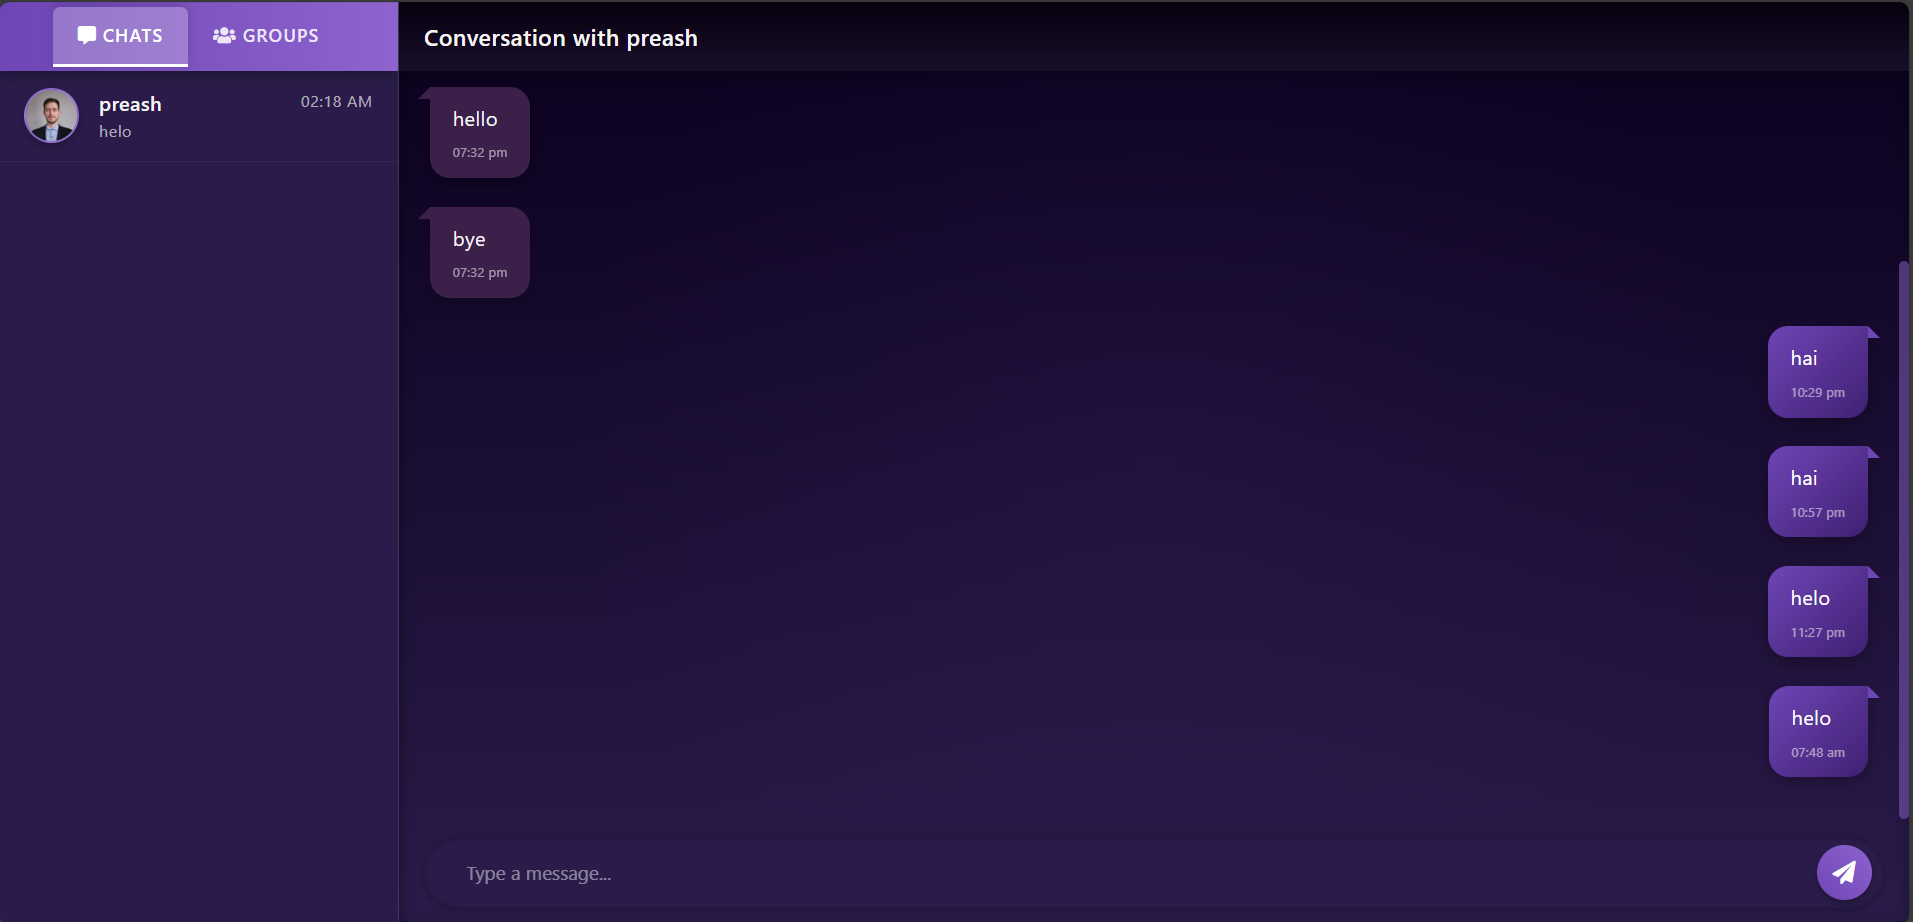 CHATS GROUPS
preash 02:18 AM
helo
Conversation with preash
hello
07:32 pm
bye
07:32 pm
hai
10:29 pm
hai
10:57 pm
helo
11:27 pm
helo
07:48 am
Type a message...